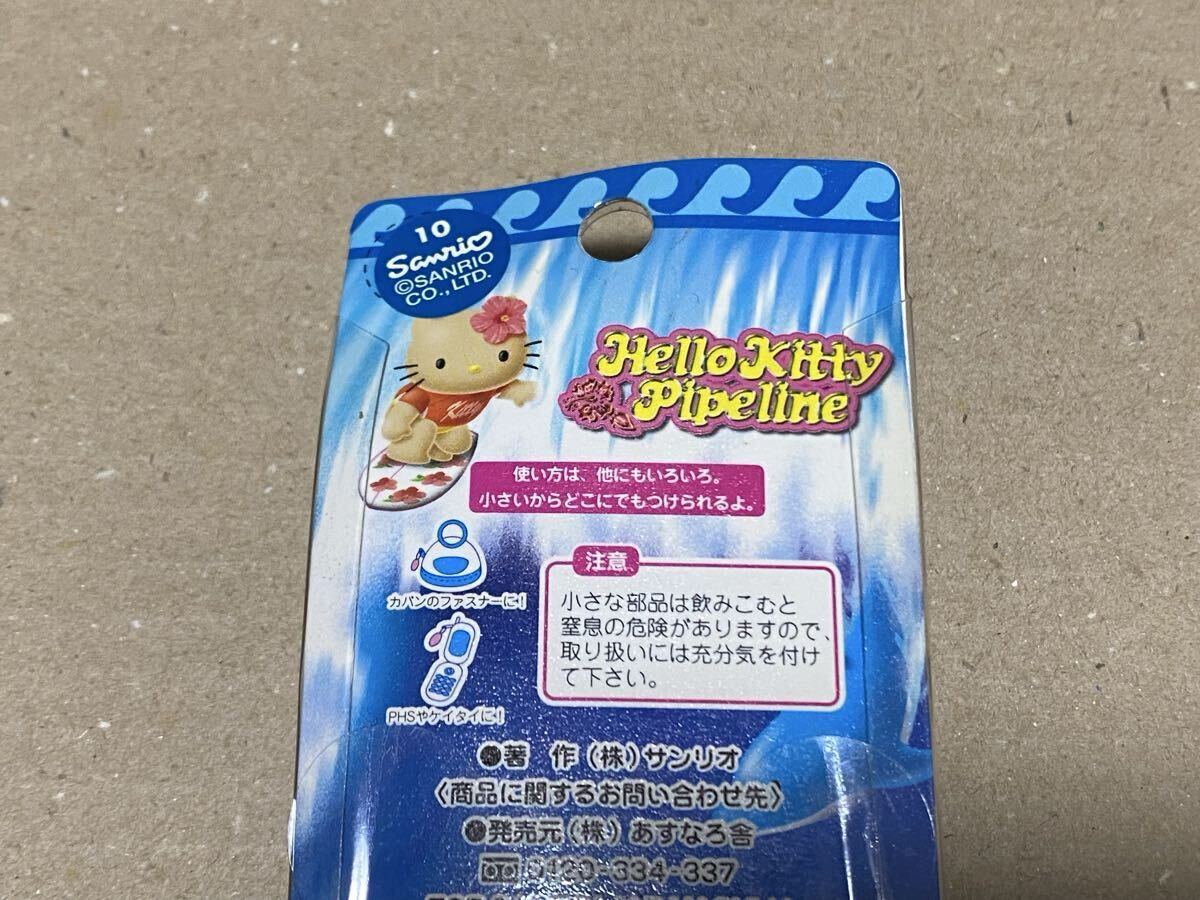 10
Sanrio
©SANRIO
CO., LTD.
Kitty
Hello Kitty
Pipeline
使い方は、他にもいろいろ。
小さいからどこにでもつけられるよ。
カバンのファスナーに!
PHSやケイタイに!
注意
小さな部品は飲みこむと
窒息の危険がありますので、
取り扱いには充分気を付け
て下さい。
●著 作(株)サンリオ
〈商品に関するお問い合わせ先〉
●発売元(株)あすなろ舎
0120-334-337